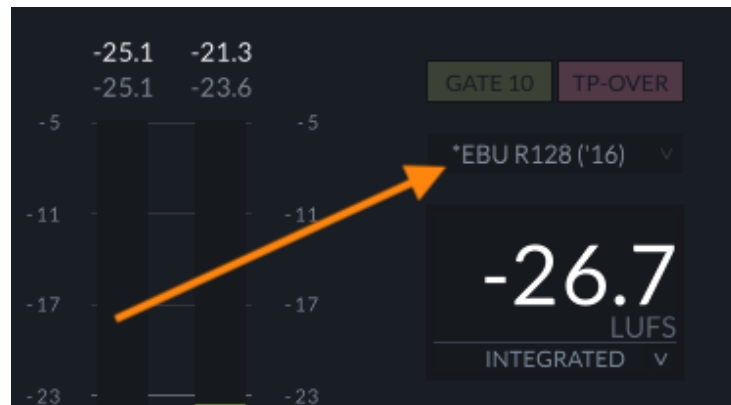 -25.1 -21.3
-25.1 -23.6
GATE 10 TP-OVER
-5 -5
*EBU R128 ('16) v
-11 -11
-26.7
-17 -17
LUFS
INTEGRATED v
-23 -23